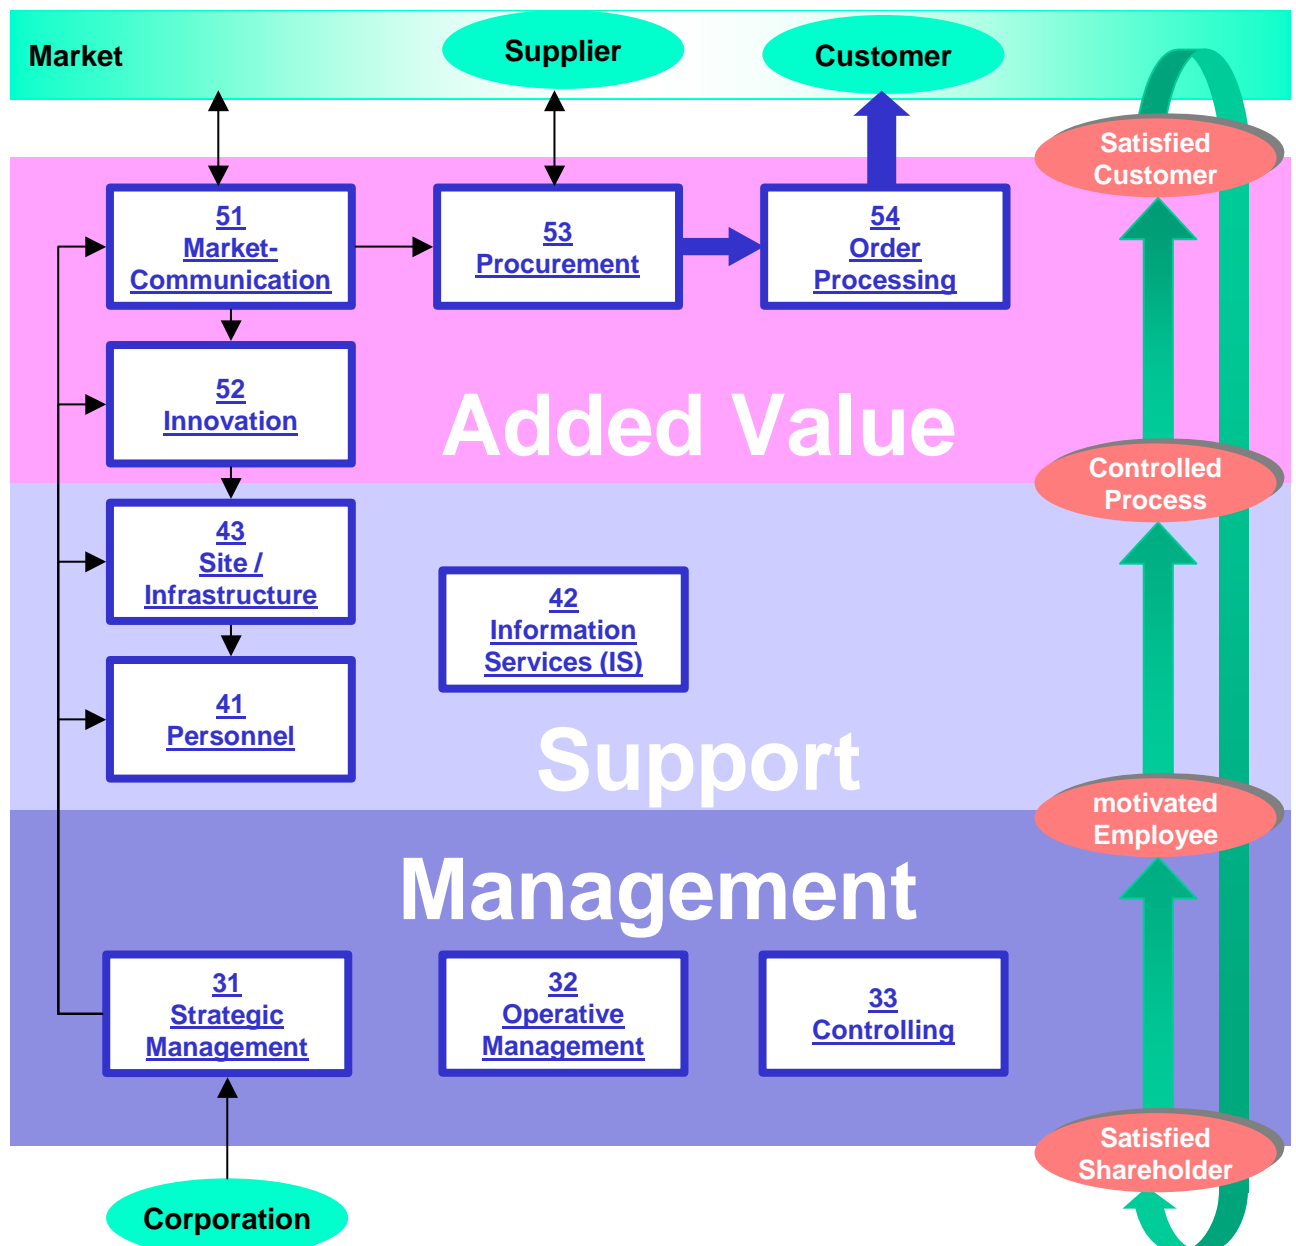 Market
Supplier
Customer
Satisfied
Customer
51
Market-
Communication
53
Procurement
54
Order
Processing
52
Innovation
Added Value
Controlled
Process
43
Site /
Infrastructure
42
Information
Services (IS)
41
Personnel
Support
motivated
Employee
Management
31
Strategic
Management
32
Operative
Management
33
Controlling
Satisfied
Shareholder
Corporation